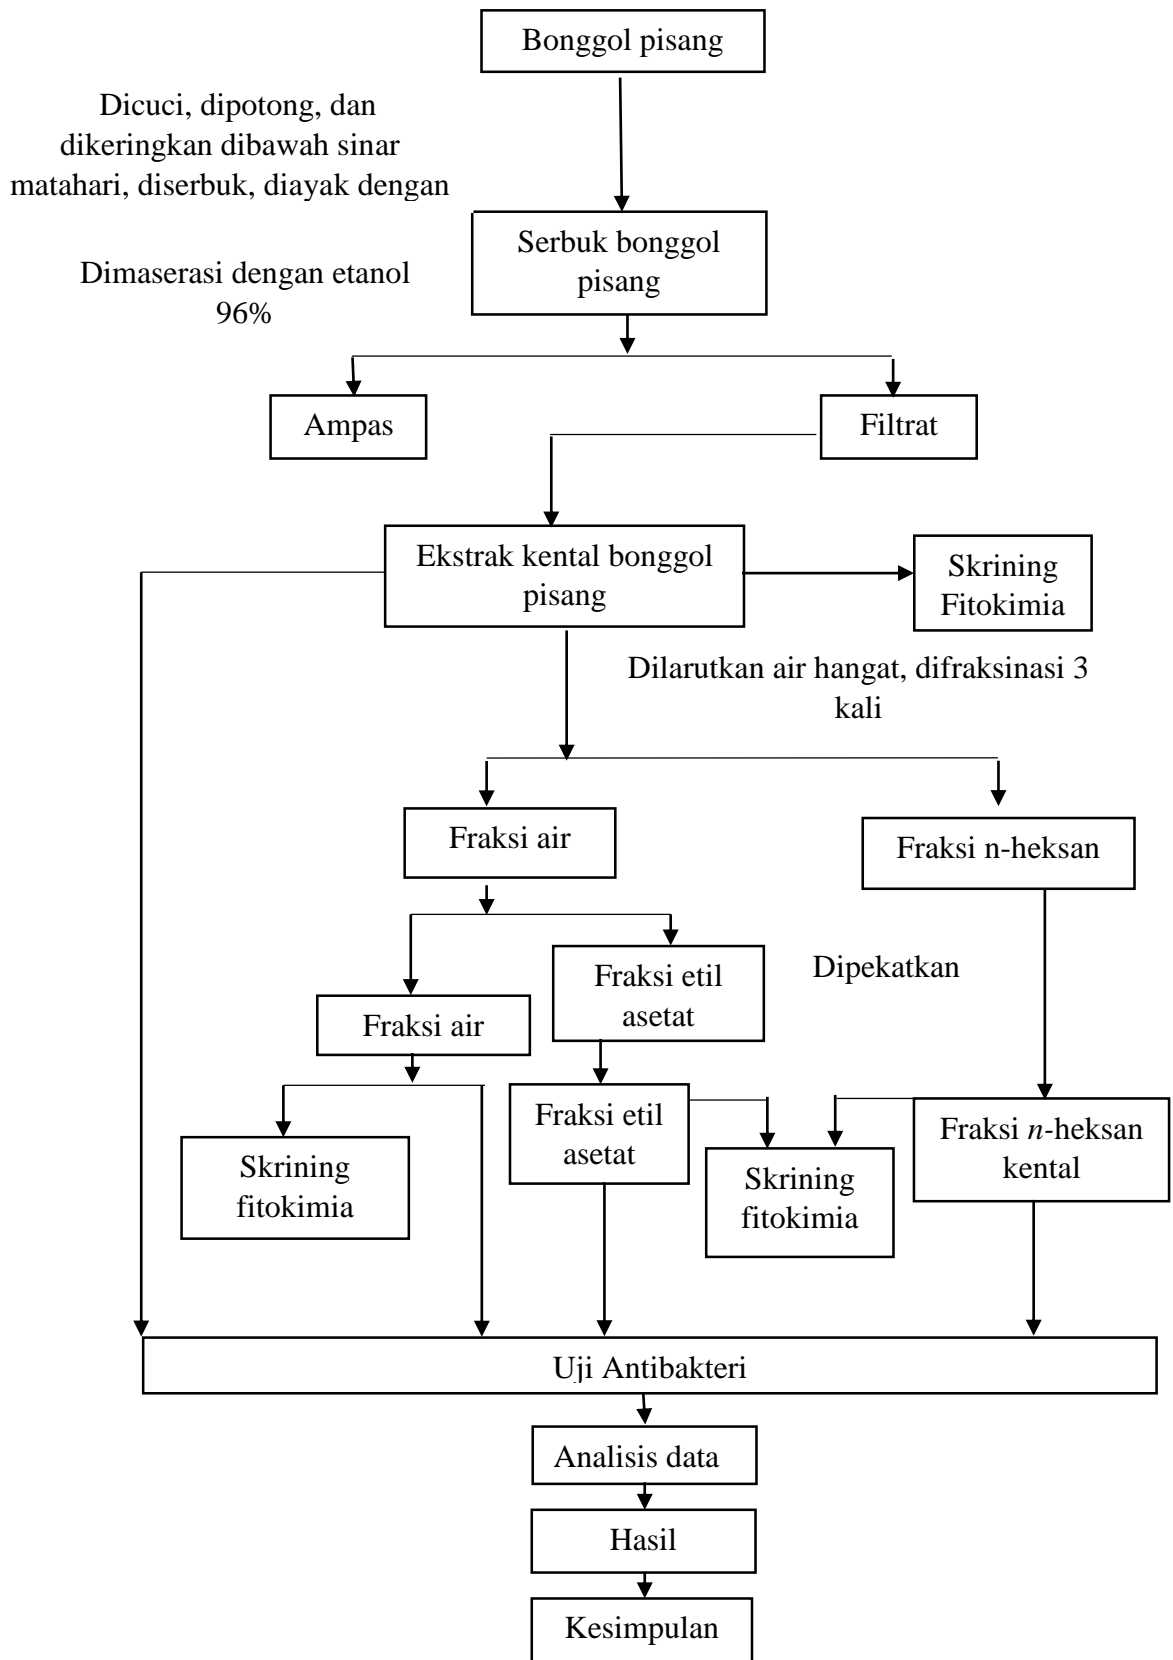 Bonggol pisang
Dicuci, dipotong, dan
dikeringkan dibawah sinar
matahari, diserbuk, diayak dengan
Serbuk bonggol
pisang
Dimaserasi dengan etanol
96%
Ampas
Filtrat
Ekstrak kental bonggol
pisang
Skrining
Fitokimia
Dilarutkan air hangat, difraksinasi 3
kali
Fraksi air
Fraksi n-heksan
Fraksi etil
asetat
Dipekatkan
Fraksi air
Fraksi etil
asetat
Fraksi n-heksan
kental
Skrining
fitokimia
Skrining
fitokimia
Uji Antibakteri
Analisis data
Hasil
Kesimpulan